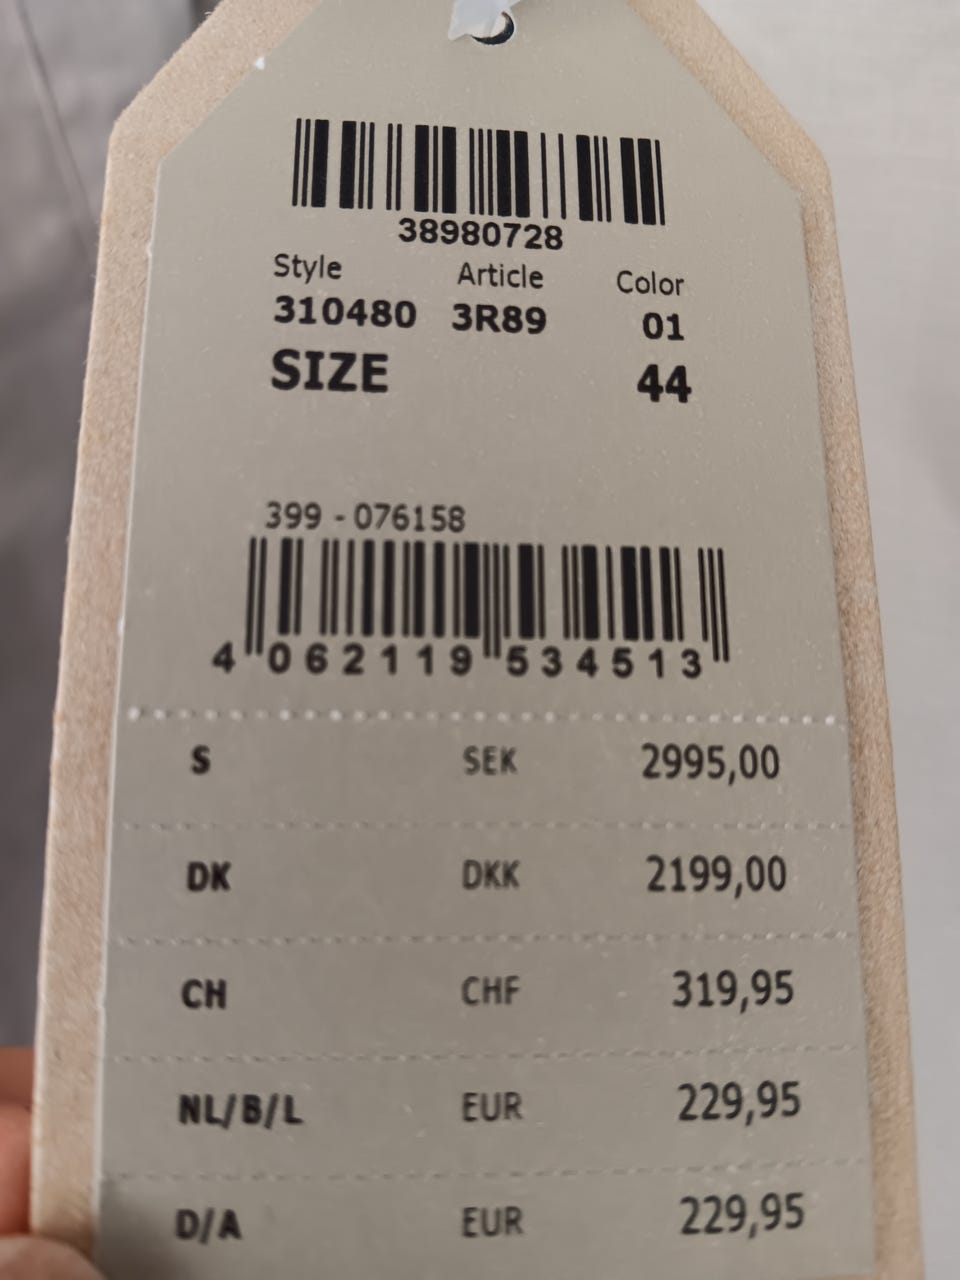 38980728
Style Article Color
310480 3R89 01
SIZE 44
399 - 076158
4 062119 534513
S SEK 2995,00
DK DKK 2199,00
CH CHF 319,95
NL/B/L EUR 229,95
D/A EUR 229,95